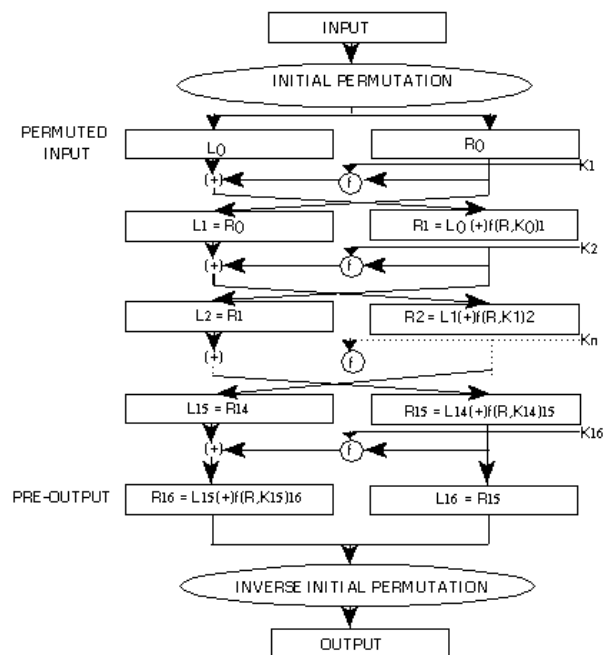 INPUT
INITIAL PERMUTATION
PERMUTED
INPUT
L0
R0
K1
(+)
f
L1 = R0
R1 = L0 (+)f(R,K0)1
K2
(+)
f
L2 = R1
R2 = L1(+)f(R,K1)2
Kn
(+)
f
L15 = R14
R15 = L14(+)f(R,K14)15
K16
(+)
f
PRE-OUTPUT
R16 = L15(+)f(R,K15)16
L16 = R15
INVERSE INITIAL PERMUTATION
OUTPUT